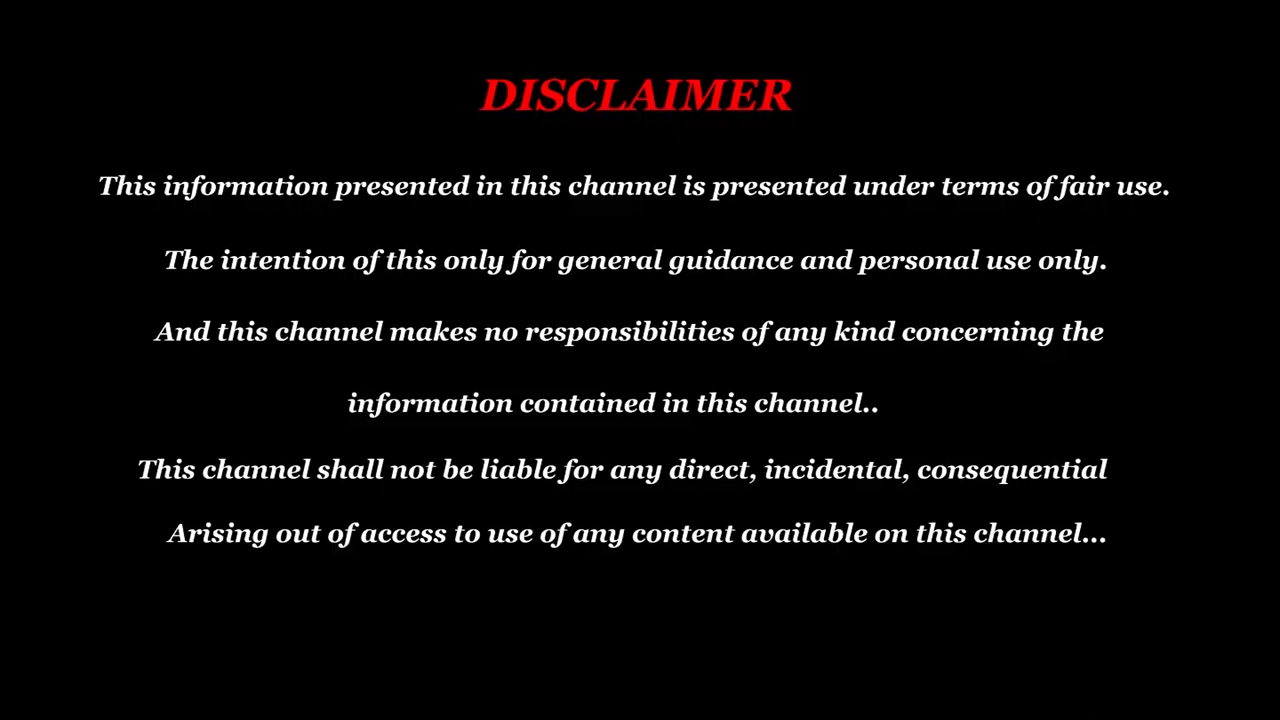 DISCLAIMER
This information presented in this channel is presented under terms of fair use.
The intention of this only for general guidance and personal use only.
And this channel makes no responsibilities of any kind concerning the
information contained in this channel..
This channel shall not be liable for any direct, incidental, consequential
Arising out of access to use of any content available on this channel...